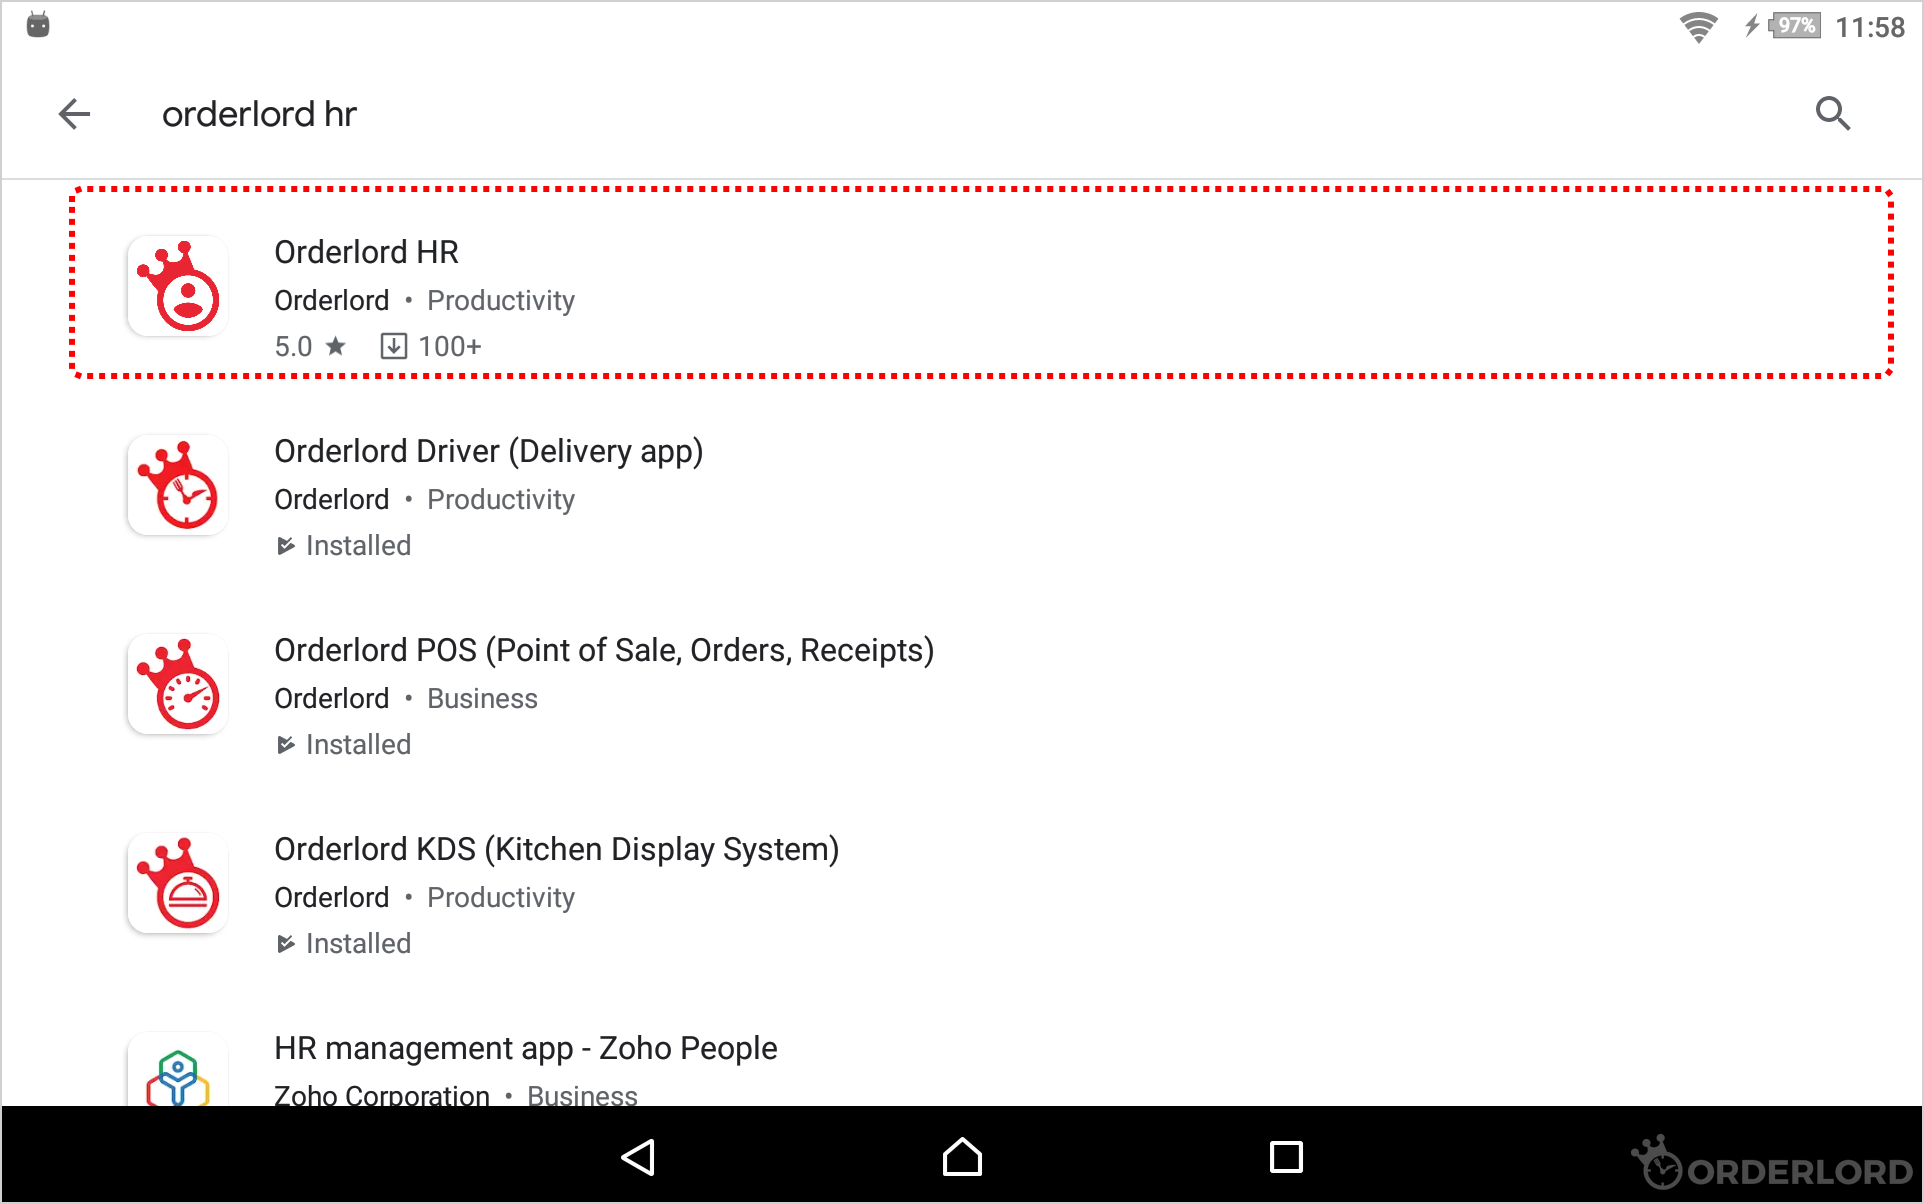 97% 11:58
orderlord hr
Orderlord HR
Orderlord • Productivity
5.0 ★ 100+
Orderlord Driver (Delivery app)
Orderlord • Productivity
Installed
Orderlord POS (Point of Sale, Orders, Receipts)
Orderlord • Business
Installed
Orderlord KDS (Kitchen Display System)
Orderlord • Productivity
Installed
HR management app - Zoho People
Zoho Corporation • Business
ORDERLORD